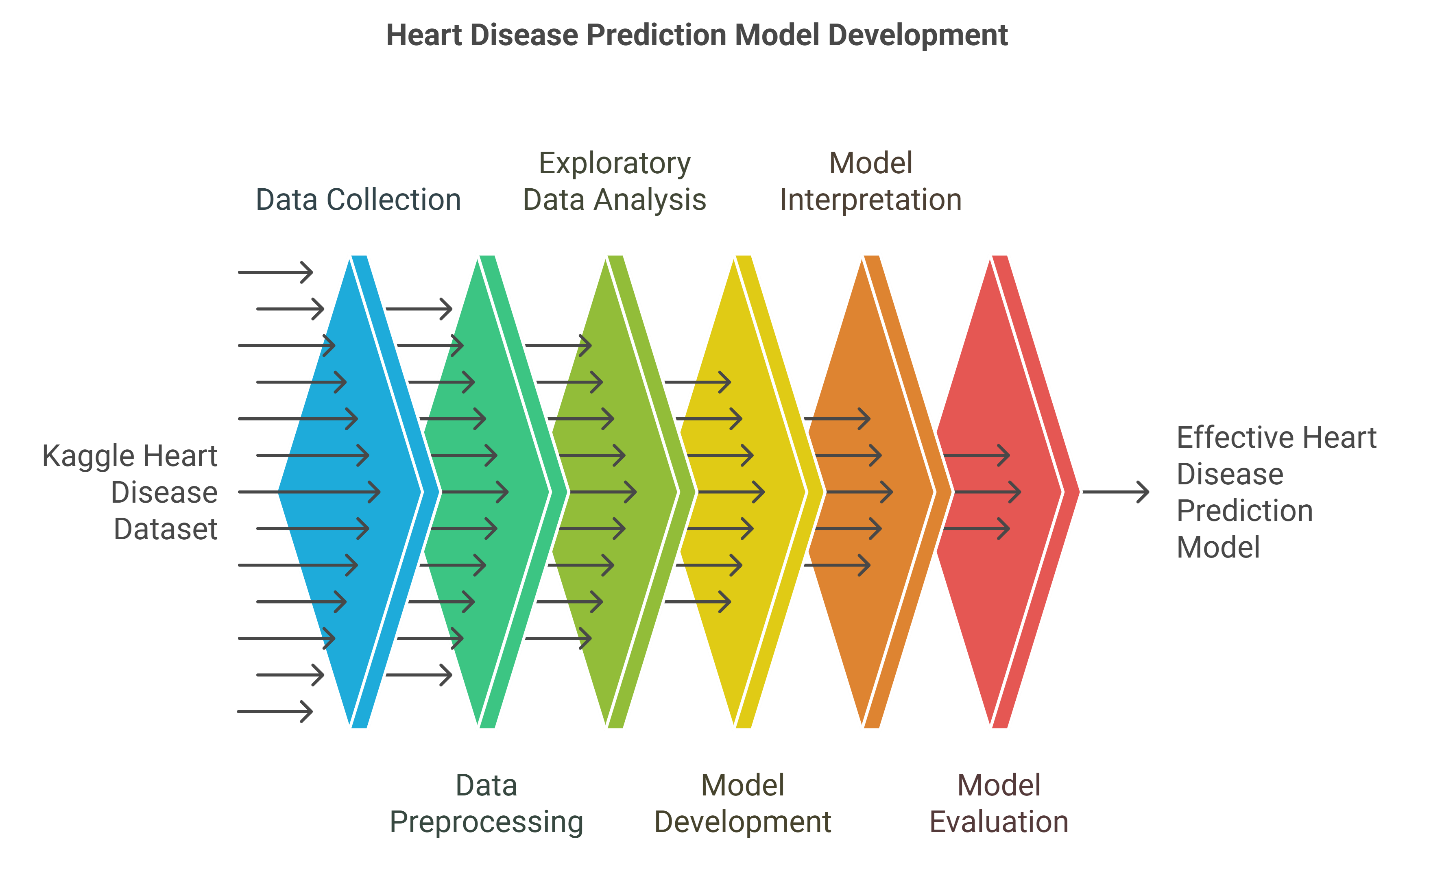 Heart Disease Prediction Model Development
Data Collection
Exploratory
Data Analysis
Model
Interpretation
Kaggle Heart
Disease
Dataset
Effective Heart
Disease
Prediction
Model
Data
Preprocessing
Model
Development
Model
Evaluation